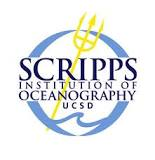 SCRIPPS
INSTITUTION OF
OCEANOGRAPHY
UCSD